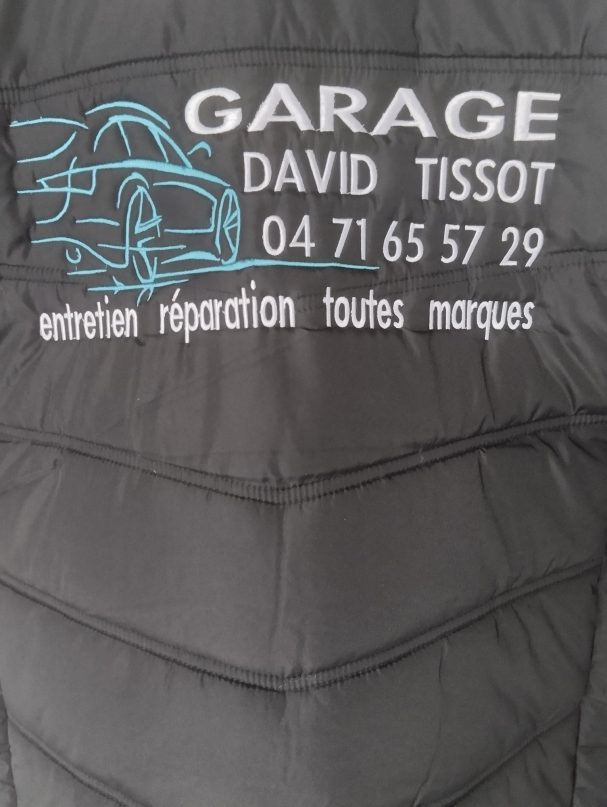 GARAGE
DAVID TISSOT
04 71 65 57 29
entretien réparation toutes marques